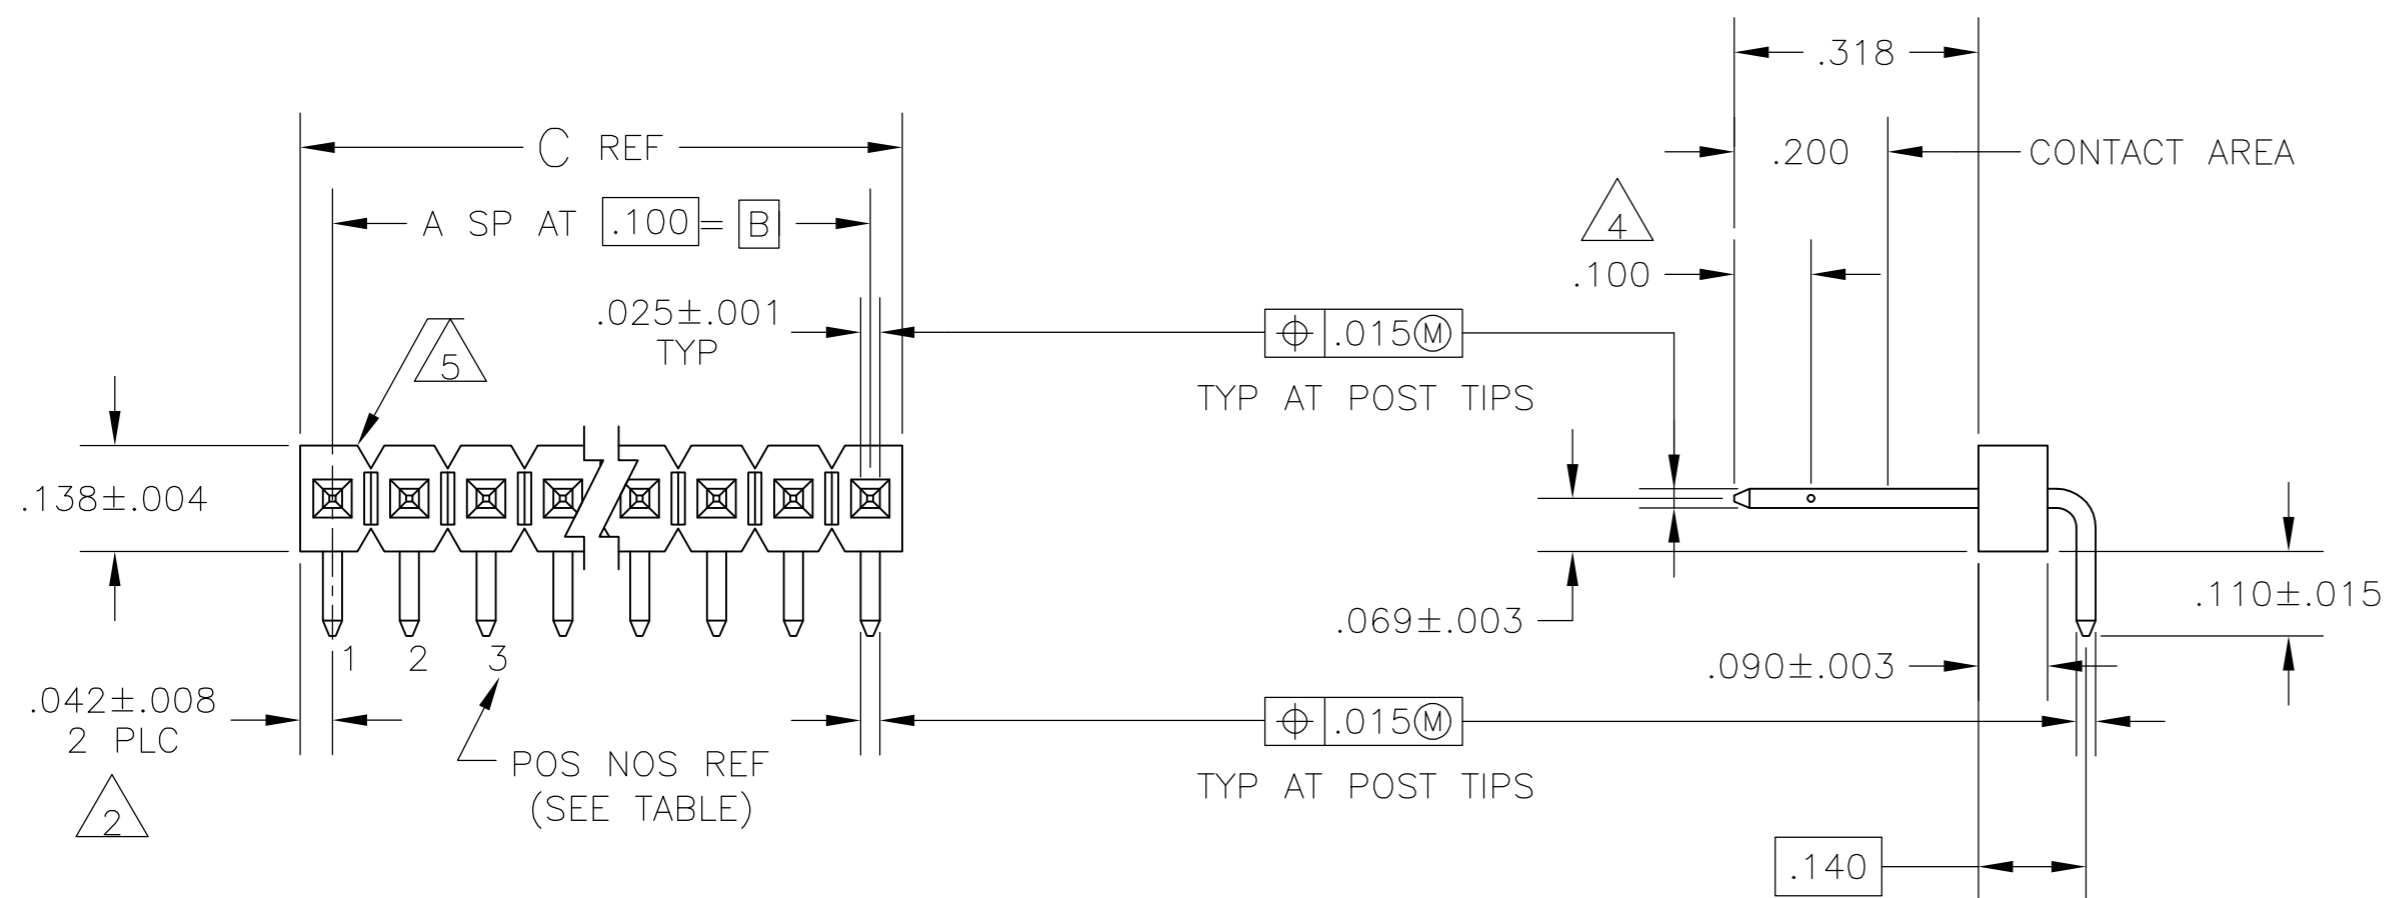 .318
C REF
.200
CONTACT AREA
A SP AT .100 = B
4
.100
.025±.001
TYP
.015Ⓜ
5
TYP AT POST TIPS
.138±.004
.069±.003
.110±.015
1 2 3
.090±.003
.042±.008
2 PLC
2
.015Ⓜ
POS NOS REF
(SEE TABLE)
TYP AT POST TIPS
.140